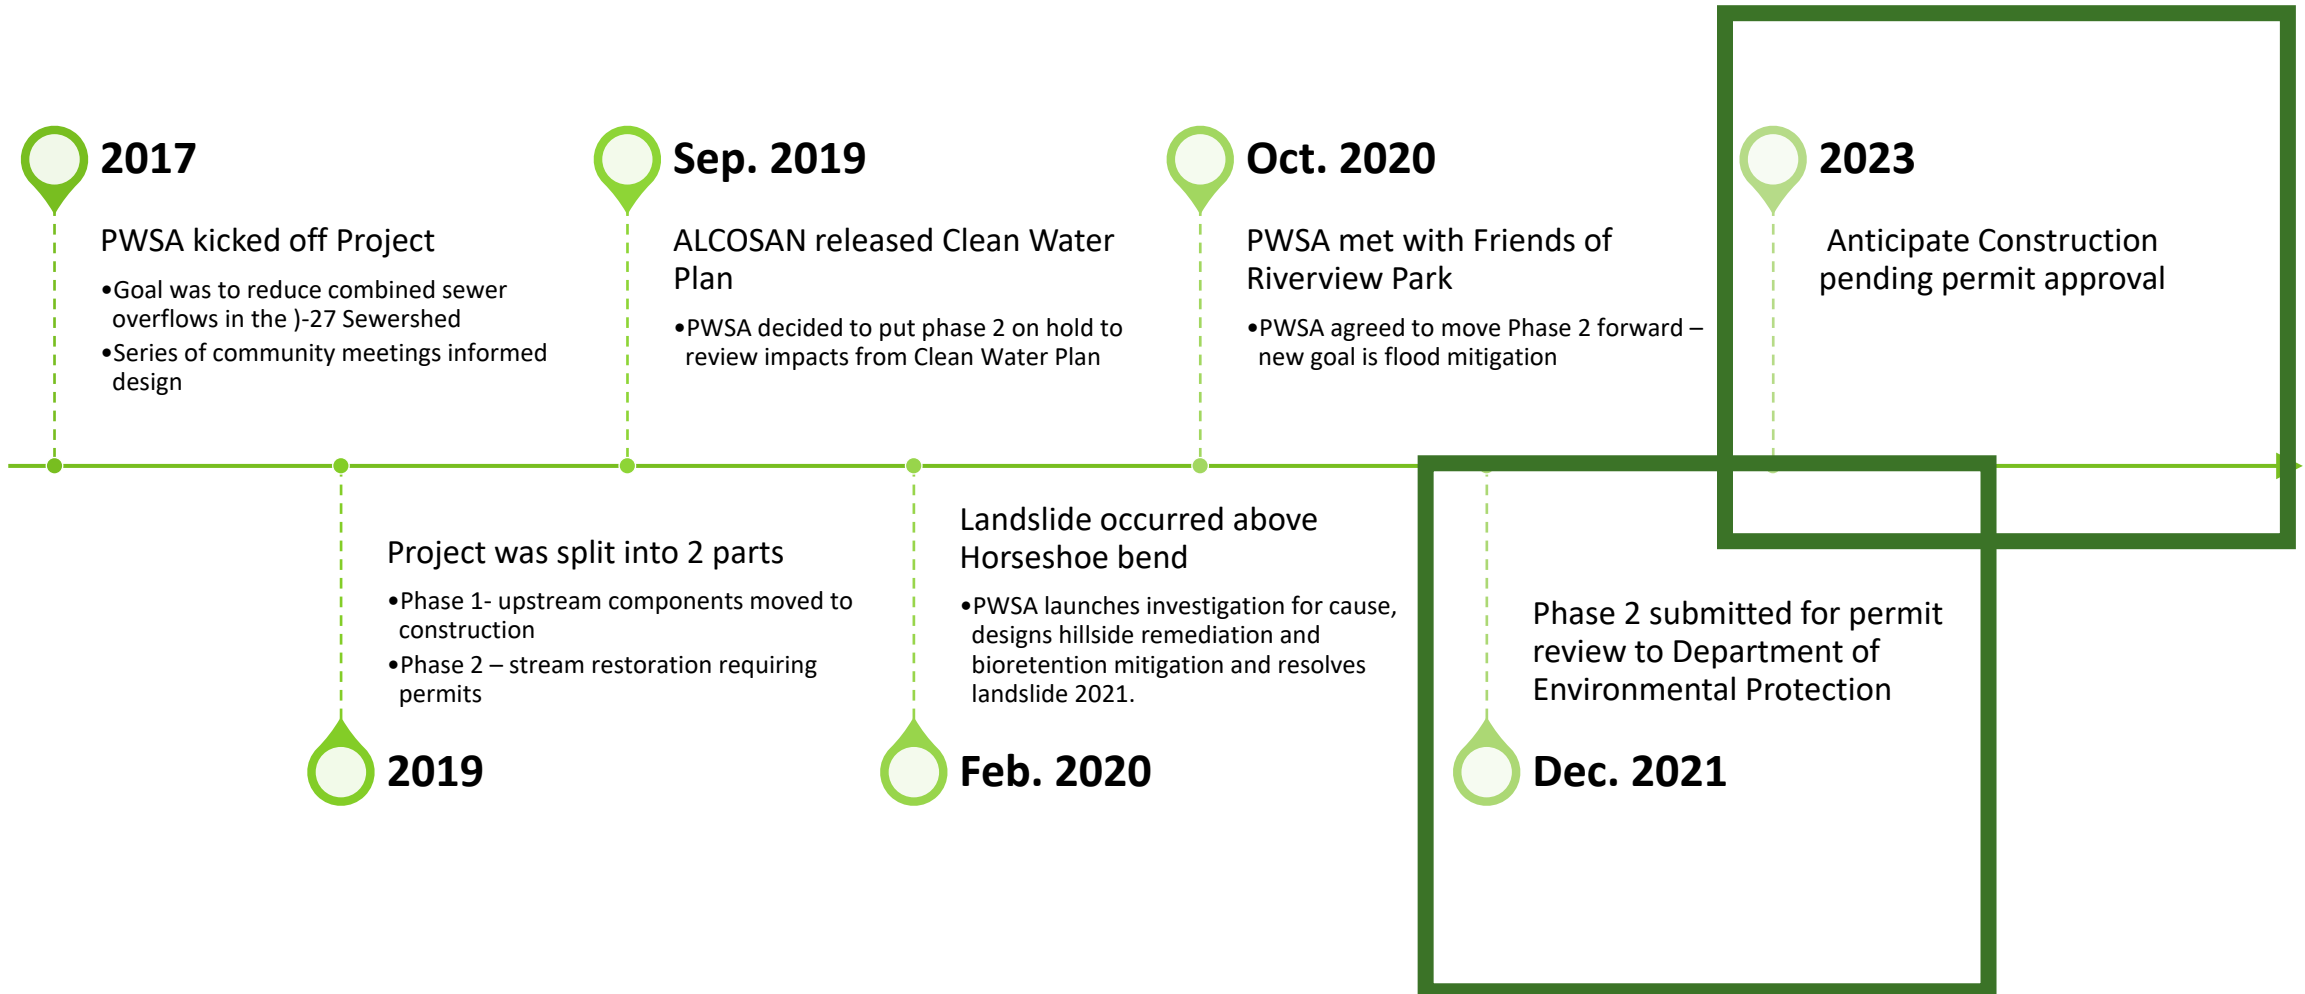 2017
PWSA kicked off Project
•Goal was to reduce combined sewer
overflows in the )-27 Sewershed
•Series of community meetings informed
design
Project was split into 2 parts
•Phase 1- upstream components moved to
construction
•Phase 2 – stream restoration requiring
permits
2019
Sep. 2019
ALCOSAN released Clean Water
Plan
•PWSA decided to put phase 2 on hold to
review impacts from Clean Water Plan
Landslide occurred above
Horseshoe bend
•PWSA launches investigation for cause,
designs hillside remediation and
bioretention mitigation and resolves
landslide 2021.
Feb. 2020
Oct. 2020
PWSA met with Friends of
Riverview Park
•PWSA agreed to move Phase 2 forward –
new goal is flood mitigation
Phase 2 submitted for permit
review to Department of
Environmental Protection
Dec. 2021
2023
Anticipate Construction
pending permit approval